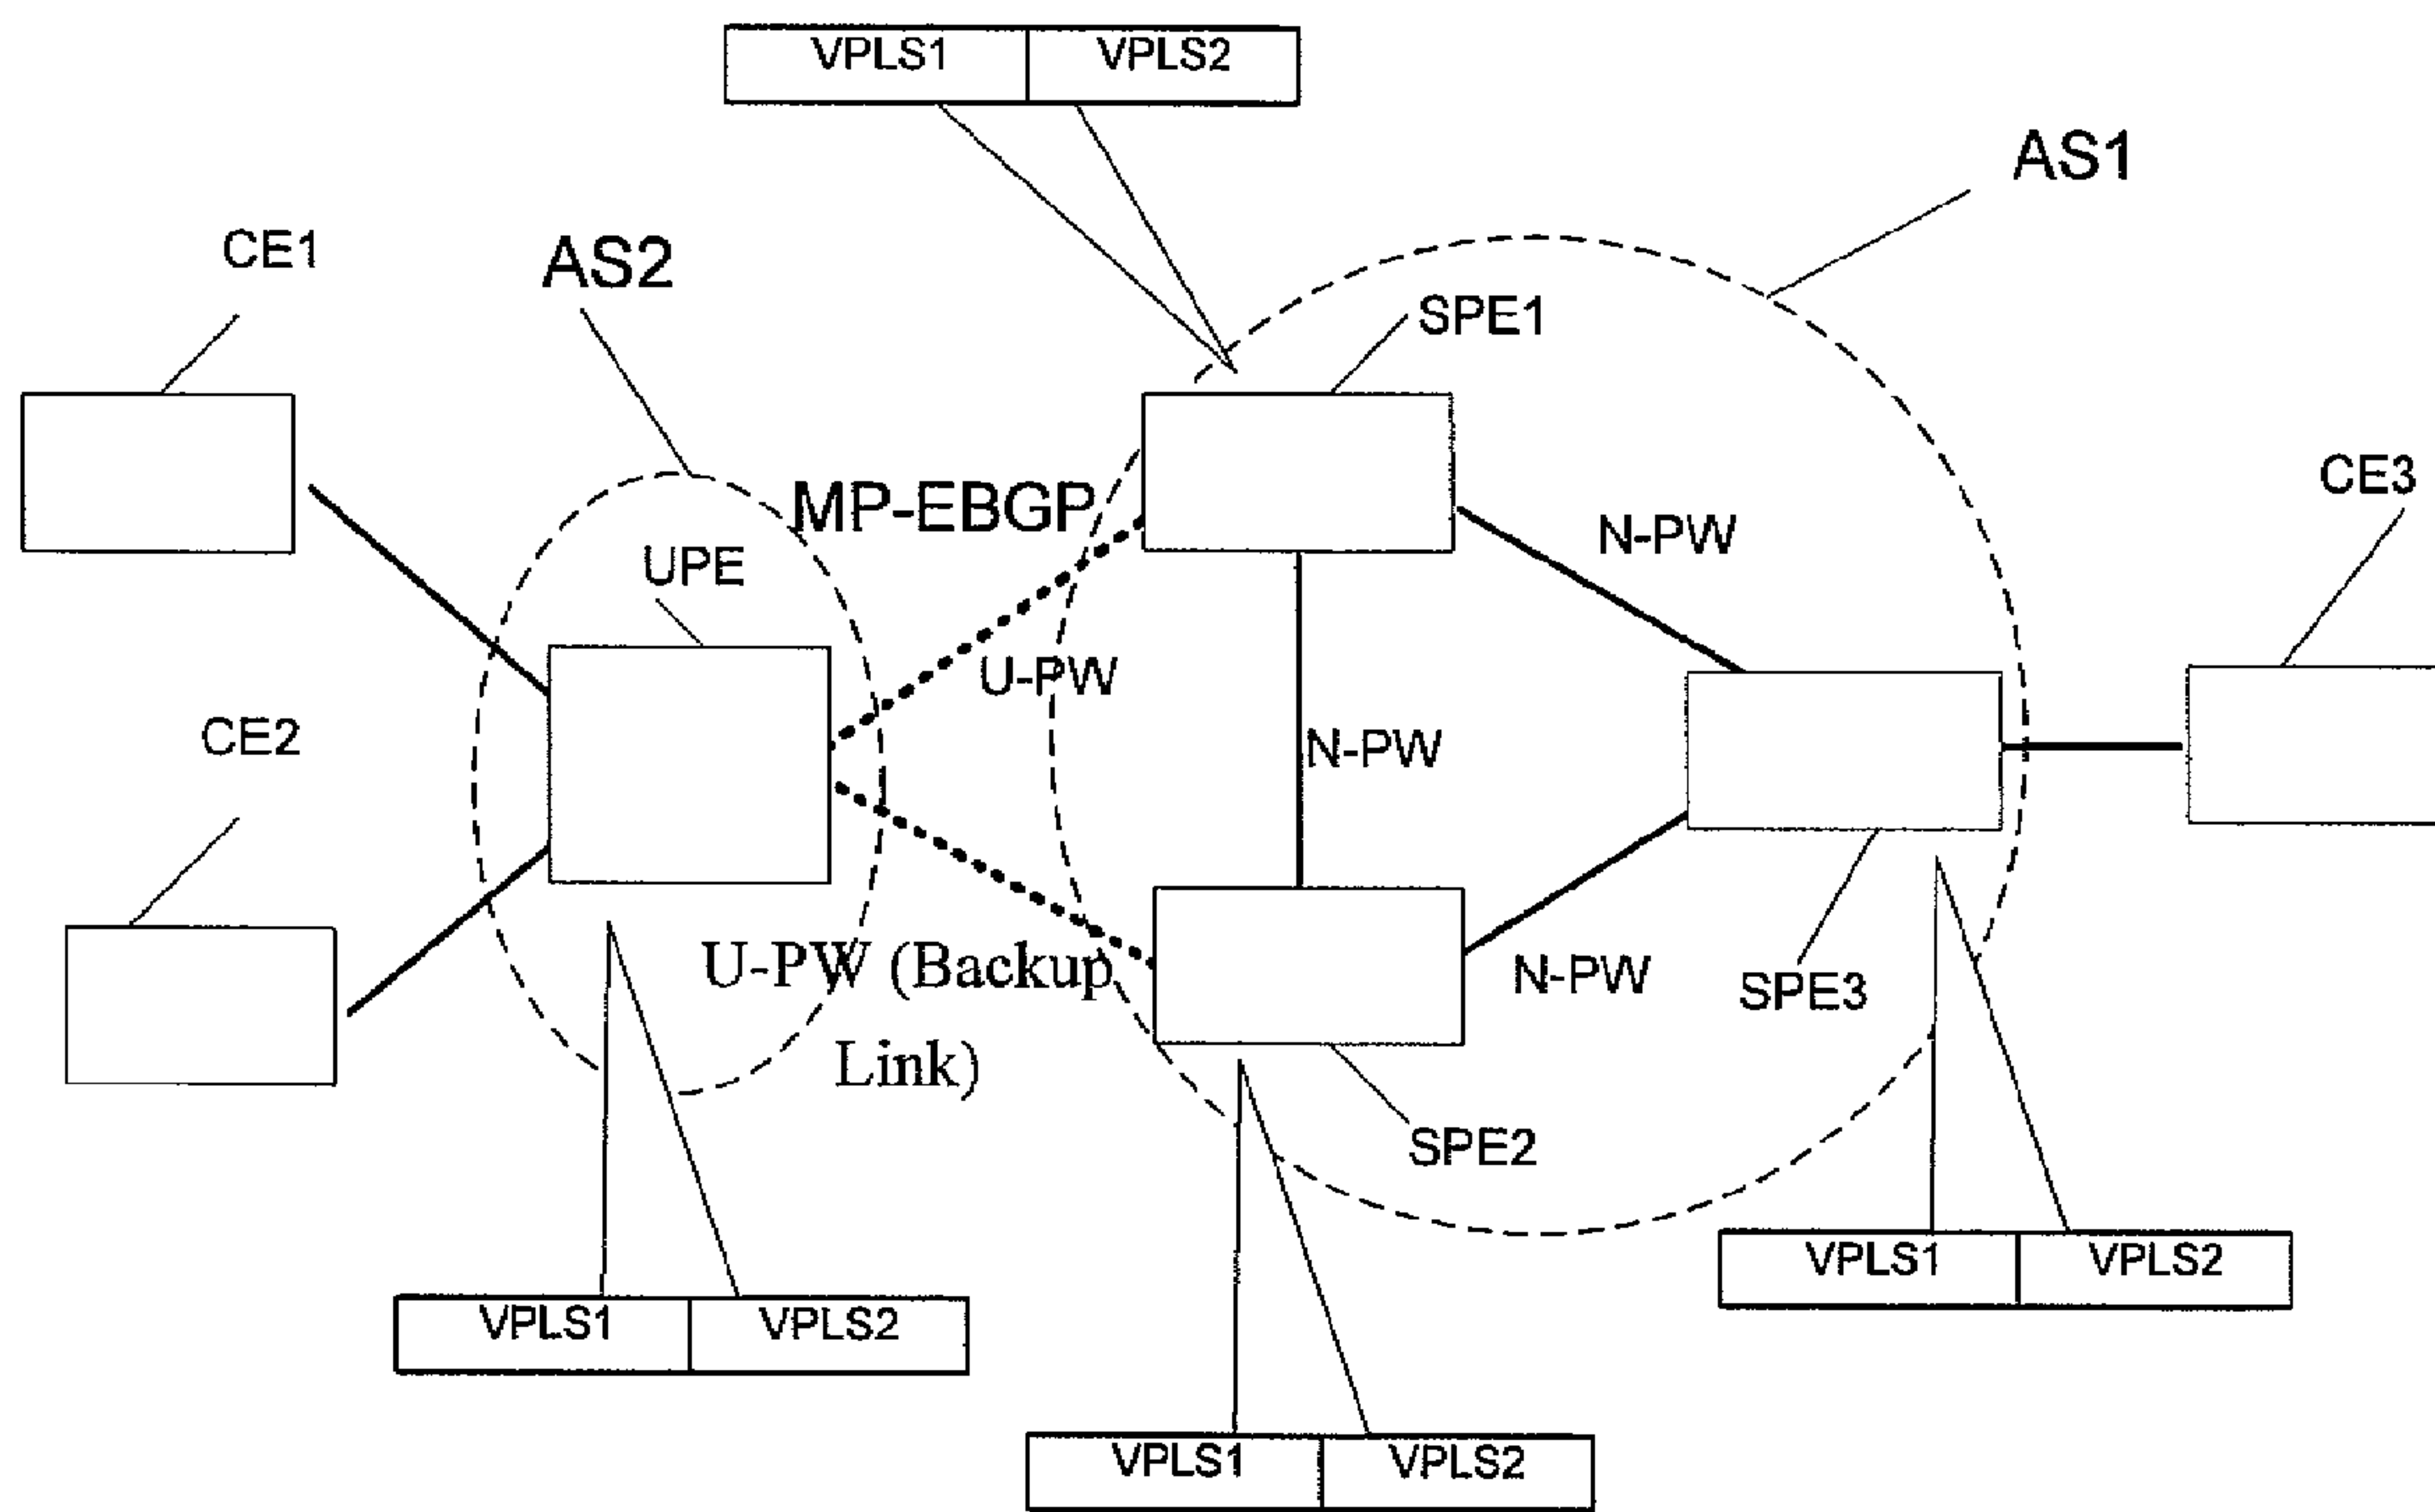 VPLS1 VPLS2
AS1
CE1
AS2
SPE1
CE3
MP-EBGP
N-PW
UPE
U-PW
CE2
N-PW
U-PW (Backup
Link)
N-PW
SPE3
SPE2
VPLS1 VPLS2
VPLS1 VPLS2
VPLS1 VPLS2